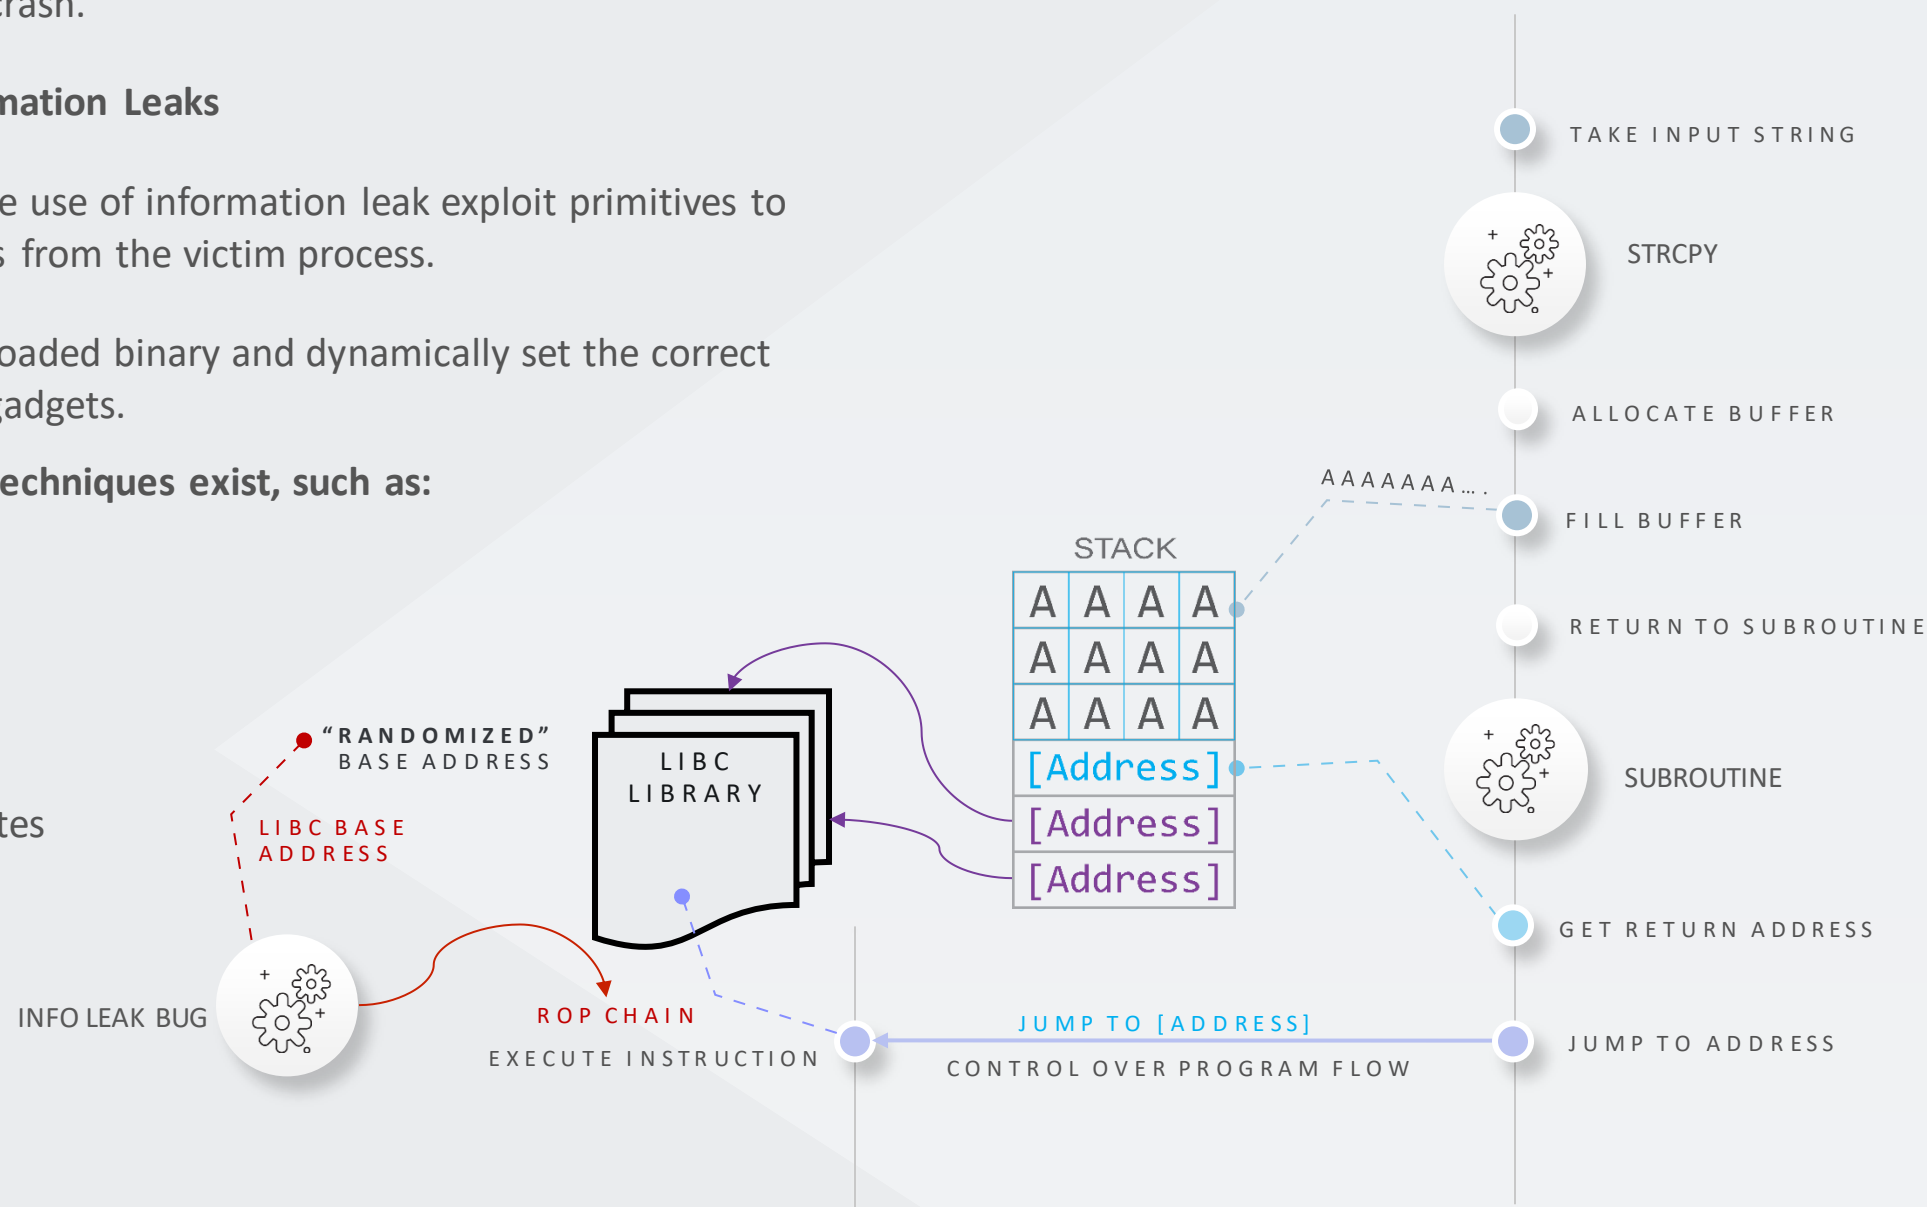 crash.
mation Leaks
e use of information leak exploit primitives to
s from the victim process.
oaded binary and dynamically set the correct
gadgets.
echniques exist, such as:
tes
TAKE INPUT STRING
STRCPY
ALLOCATE BUFFER
AAAAAAA….
FILL BUFFER
RETURN TO SUBROUTINE
SUBROUTINE
GET RETURN ADDRESS
JUMP TO ADDRESS
STACK
A A A A
A A A A
A A A A
[Address]
[Address]
[Address]
LIBC
LIBRARY
“RANDOMIZED”
BASE ADDRESS
LIBC BASE
ADDRESS
INFO LEAK BUG
ROP CHAIN
EXECUTE INSTRUCTION
JUMP TO [ADDRESS]
CONTROL OVER PROGRAM FLOW